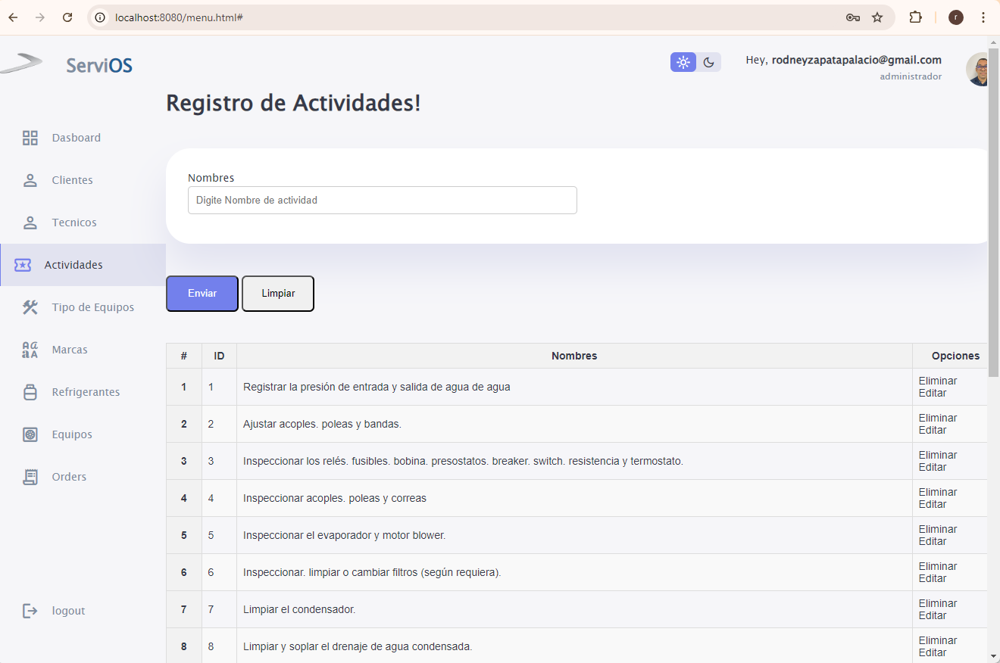 localhost:8080/menu.html#
r
ServiOS
Hey, rodneyzapatapalacio@gmail.com
administrador
Registro de Actividades!
Dasboard
Clientes
Tecnicos
Actividades
Tipo de Equipos
Marcas
Refrigerantes
Equipos
Orders
logout
Nombres
Digite Nombre de actividad
Enviar Limpiar
# ID Nombres Opciones
1 1 Registrar la presión de entrada y salida de agua de agua Eliminar
Editar
2 2 Ajustar acoples. poleas y bandas. Eliminar
Editar
3 3 Inspeccionar los relés. fusibles. bobina. presostatos. breaker. switch. resistencia y termostato. Eliminar
Editar
4 4 Inspeccionar acoples. poleas y correas Eliminar
Editar
5 5 Inspeccionar el evaporador y motor blower. Eliminar
Editar
6 6 Inspeccionar. limpiar o cambiar filtros (según requiera). Eliminar
Editar
7 7 Limpiar el condensador. Eliminar
Editar
8 8 Limpiar y soplar el drenaje de agua condensada. Eliminar
Editar